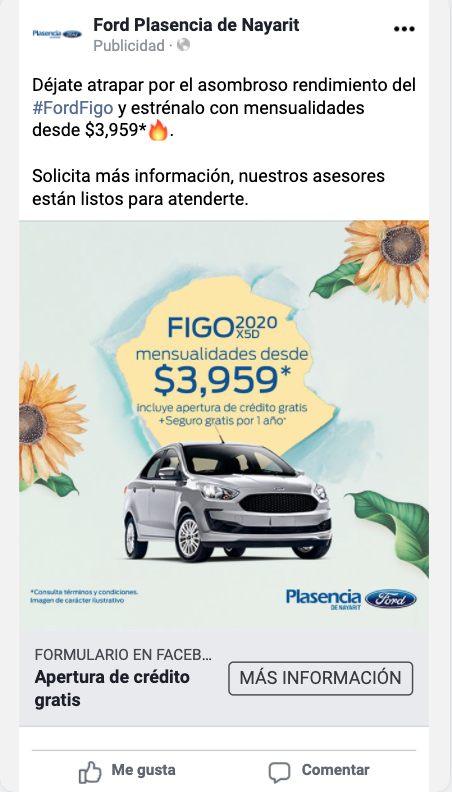 Plasencia Ford
Ford Plasencia de Nayarit
Publicidad ·
Déjate atrapar por el asombroso rendimiento del
#FordFigo y estrénalo con mensualidades
desde $3,959*🔥.
Solicita más información, nuestros asesores
están listos para atenderte.
FIGO 2020
XSD
mensualidades desde
$3,959*
incluye apertura de crédito gratis
+Seguro gratis por 1 año*
*Consulta términos y condiciones.
Imagen de carácter ilustrativo
Plasencia Ford
DE NAYARIT
FORMULARIO EN FACEB...
Apertura de crédito
gratis
MÁS INFORMACIÓN
Me gusta
Comentar